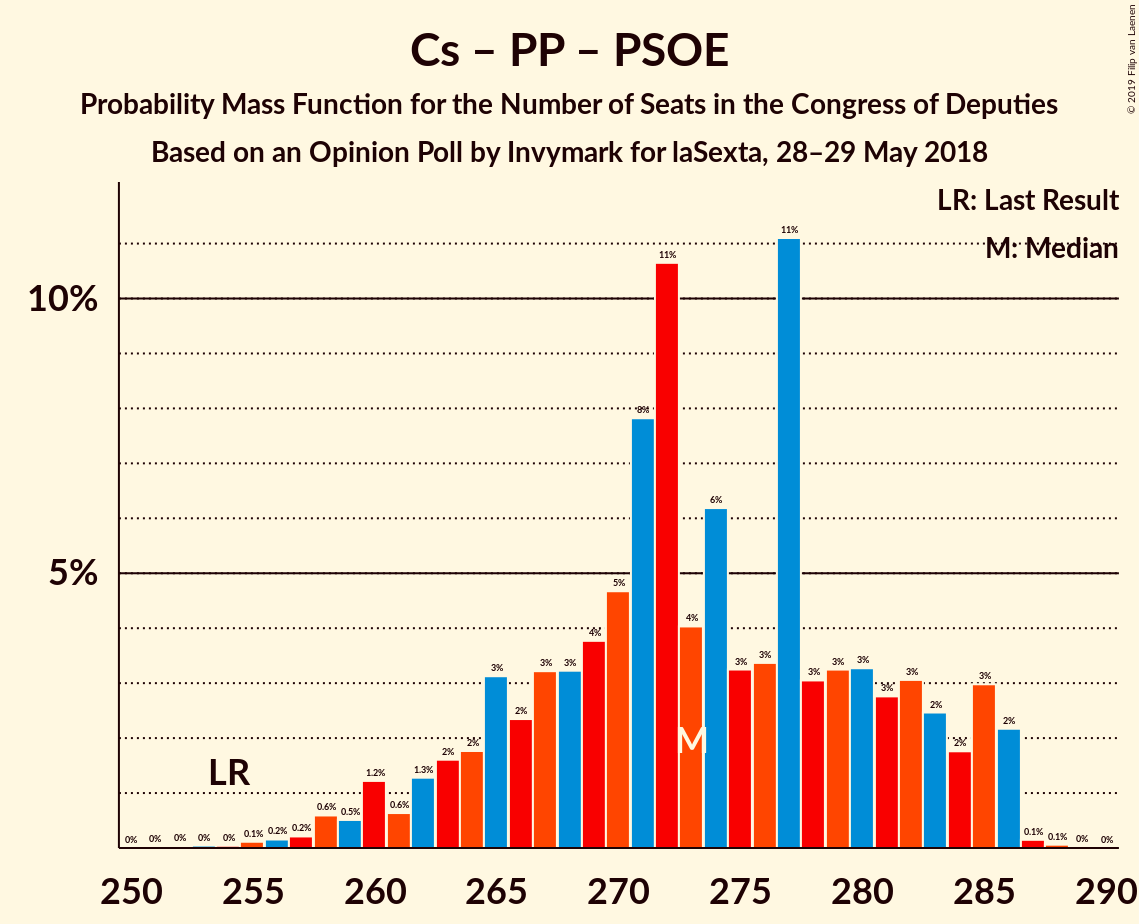 Cs – PP – PSOE
Probability Mass Function for the Number of Seats in the Congress of Deputies
Based on an Opinion Poll by Invymark for laSexta, 28–29 May 2018
© 2019 Filip van Laenen
LR: Last Result
M: Median
10%
5%
0% 0% 0% 0% 0% 0.1% 0.2% 0.2% 0.6% 0.5% 1.2% 0.6% 1.3% 2% 2% 3% 2% 3% 3% 4% 5% 8% 11% 4% 6% 3% 3% 11% 3% 3% 3% 3% 3% 2% 2% 3% 2% 0.1% 0.1% 0% 0%
LR
M
250 255 260 265 270 275 280 285 290